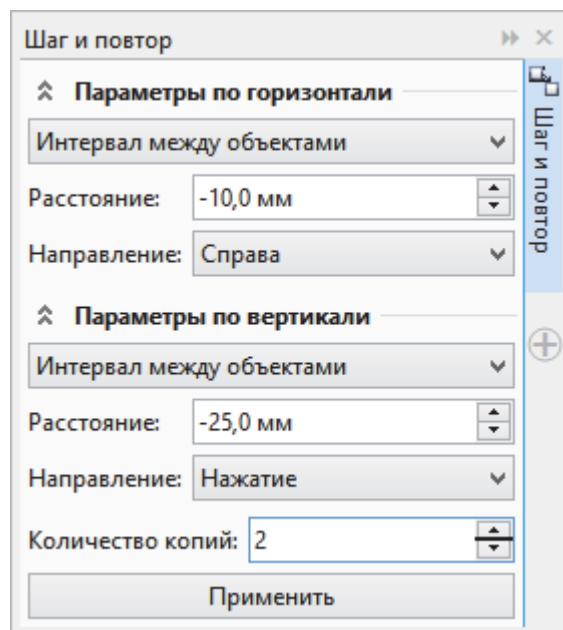 Шаг и повтор
Параметры по горизонтали
Интервал между объектами
Расстояние: -10,0 мм
Направление: Справа
Параметры по вертикали
Интервал между объектами
Расстояние: -25,0 мм
Направление: Нажатие
Количество копий: 2
Применить
Шаг и повтор